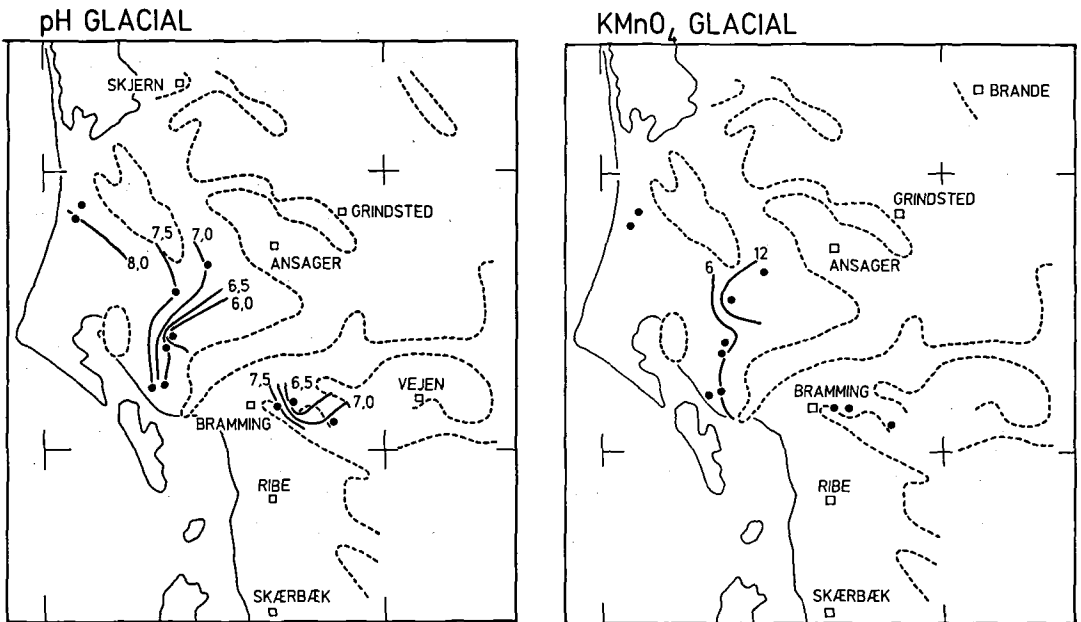 pH GLACIAL
SKJERN
GRINDSTED
7,5
7,0
8,0
ANSAGER
6,5
6,0
7,5
6,5
VEJEN
7,0
BRAMMING
RIBE
SKÆRBÆK
KMnO4 GLACIAL
BRANDE
GRINDSTED
6
12
ANSAGER
BRAMMING
RIBE
SKÆRBÆK